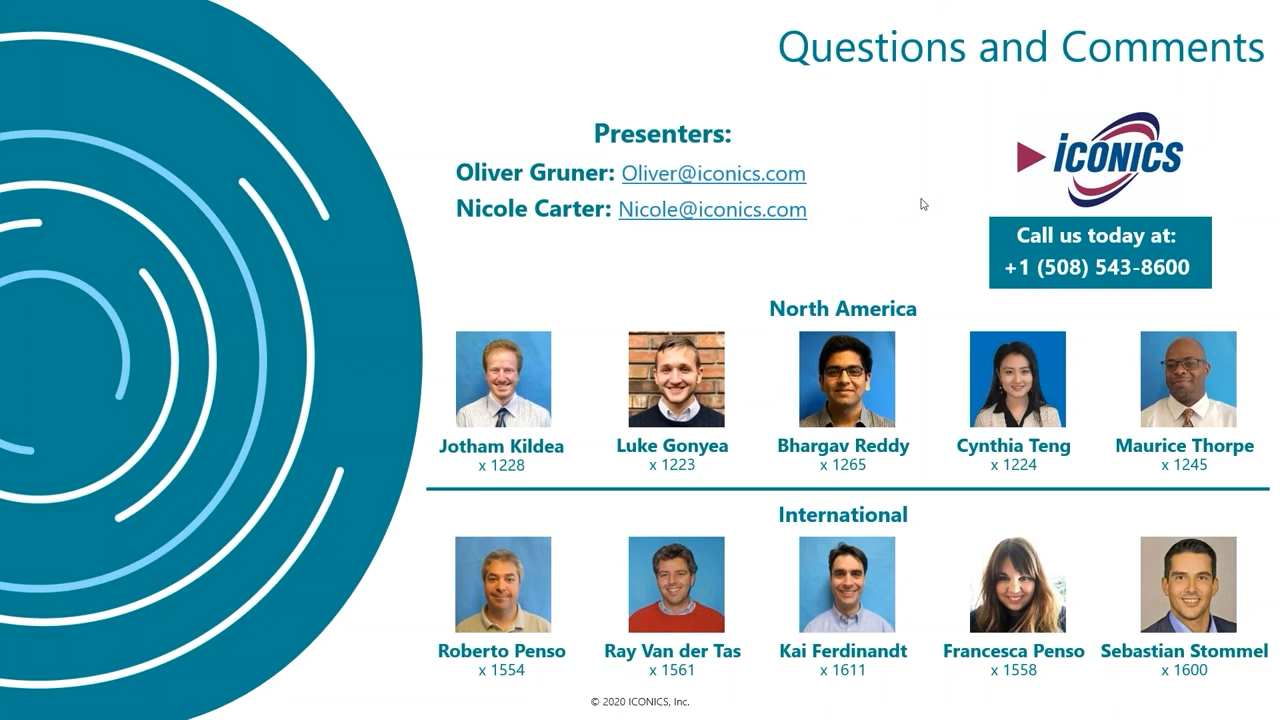 Questions and Comments
Presenters:
Oliver Gruner: Oliver@iconics.com
Nicole Carter: Nicole@iconics.com
iCONICS
Call us today at:
+1 (508) 543-8600
North America
Jotham Kildea
x 1228
Luke Gonyea
x 1223
Bhargav Reddy
x 1265
Cynthia Teng
x 1224
Maurice Thorpe
x 1245
International
Roberto Penso
x 1554
Ray Van der Tas
x 1561
Kai Ferdinandt
x 1611
Francesca Penso
x 1558
Sebastian Stommel
x 1600
© 2020 ICONICS, Inc.